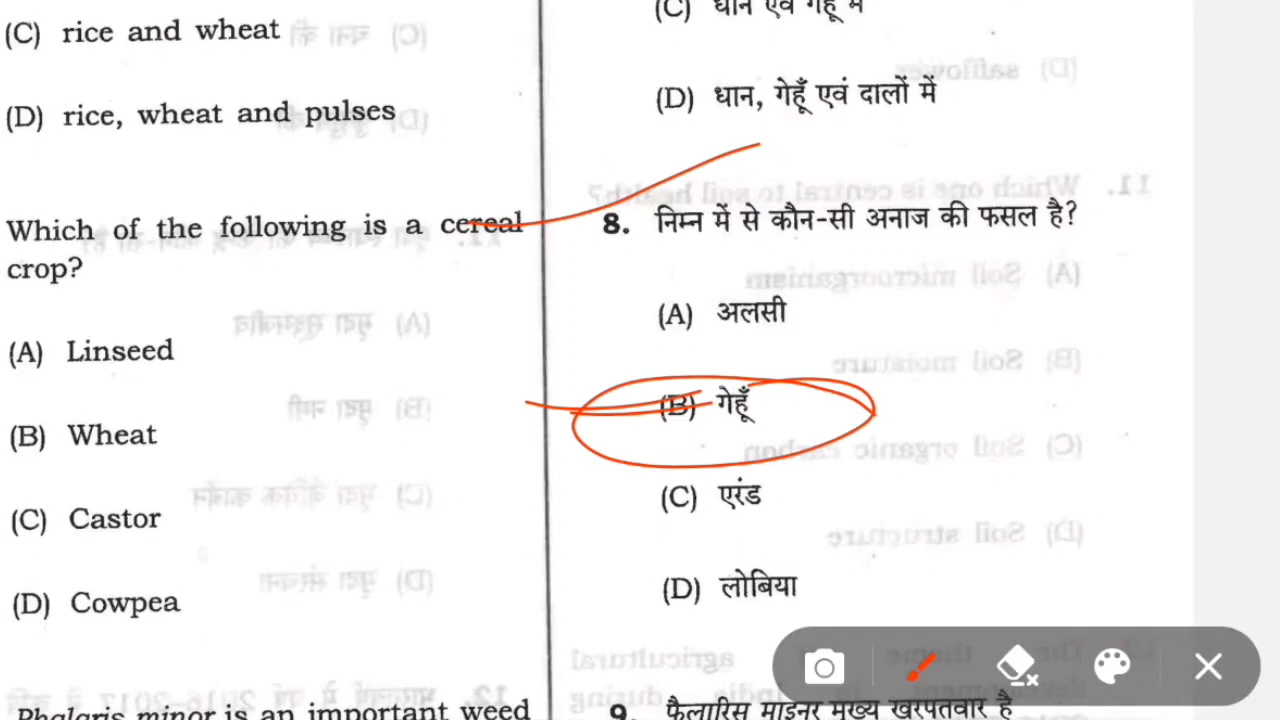 (C) rice and wheat
(D) rice, wheat and pulses
Which of the following is a cereal
crop?
(A) Linseed
(B) Wheat
(C) Castor
(D) Cowpea
Phalaris minor is an important weed
(C) धान एवं गेहूँ में
(D) धान, गेहूँ एवं दालों में
8. निम्न में से कौन-सी अनाज की फसल है?
(A) अलसी
(B) गेहूँ
(C) एरंड
(D) लोबिया
9. फैलारिस माइनर मुख्य खरपतवार है